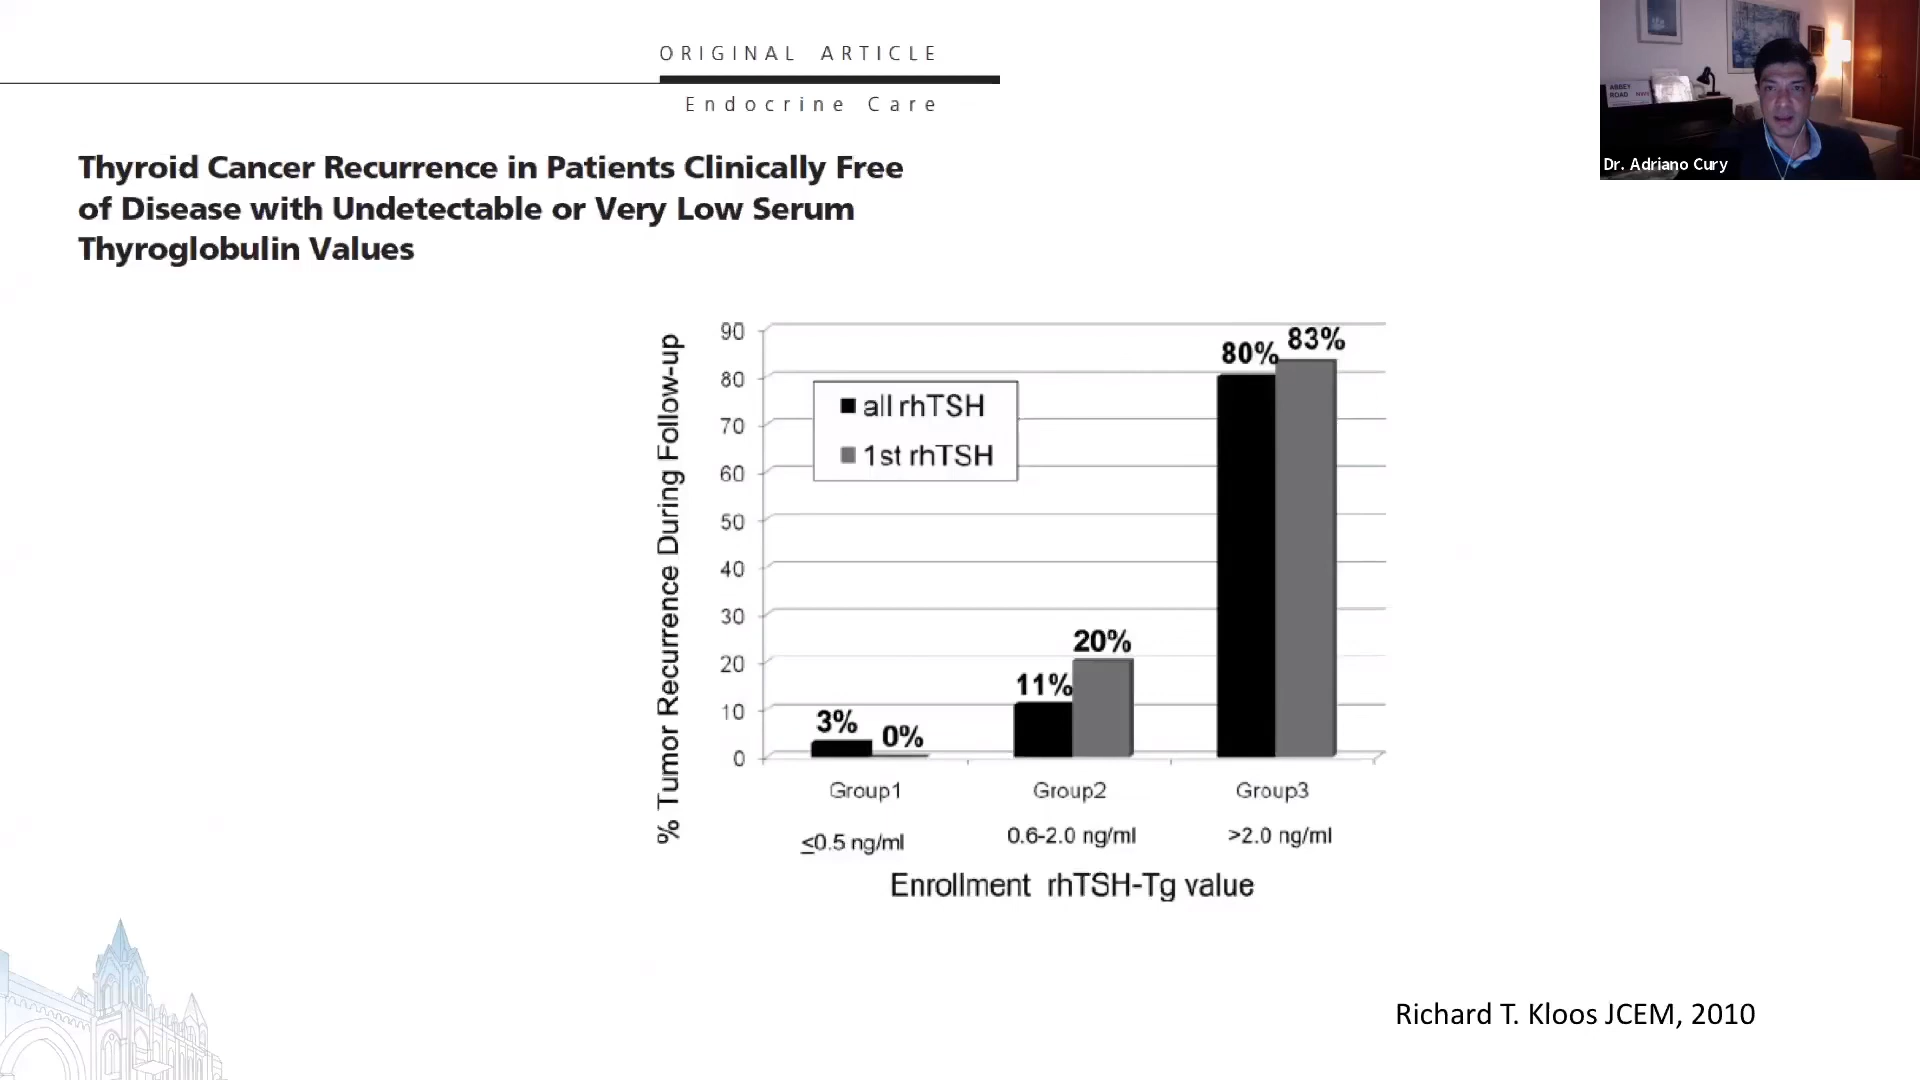 ORIGINAL ARTICLE
Endocrine Care
Thyroid Cancer Recurrence in Patients Clinically Free
of Disease with Undetectable or Very Low Serum
Thyroglobulin Values
ABBEY
ROAD NW8
Dr. Adriano Cury
% Tumor Recurrence During Follow-up
90
80
70
60
50
40
30
20
10
0
all rhTSH
1st rhTSH
3%
0%
11%
20%
80%
83%
Group1
Group2
Group3
≤0.5 ng/ml
0.6-2.0 ng/ml
>2.0 ng/ml
Enrollment rhTSH-Tg value
Richard T. Kloos JCEM, 2010